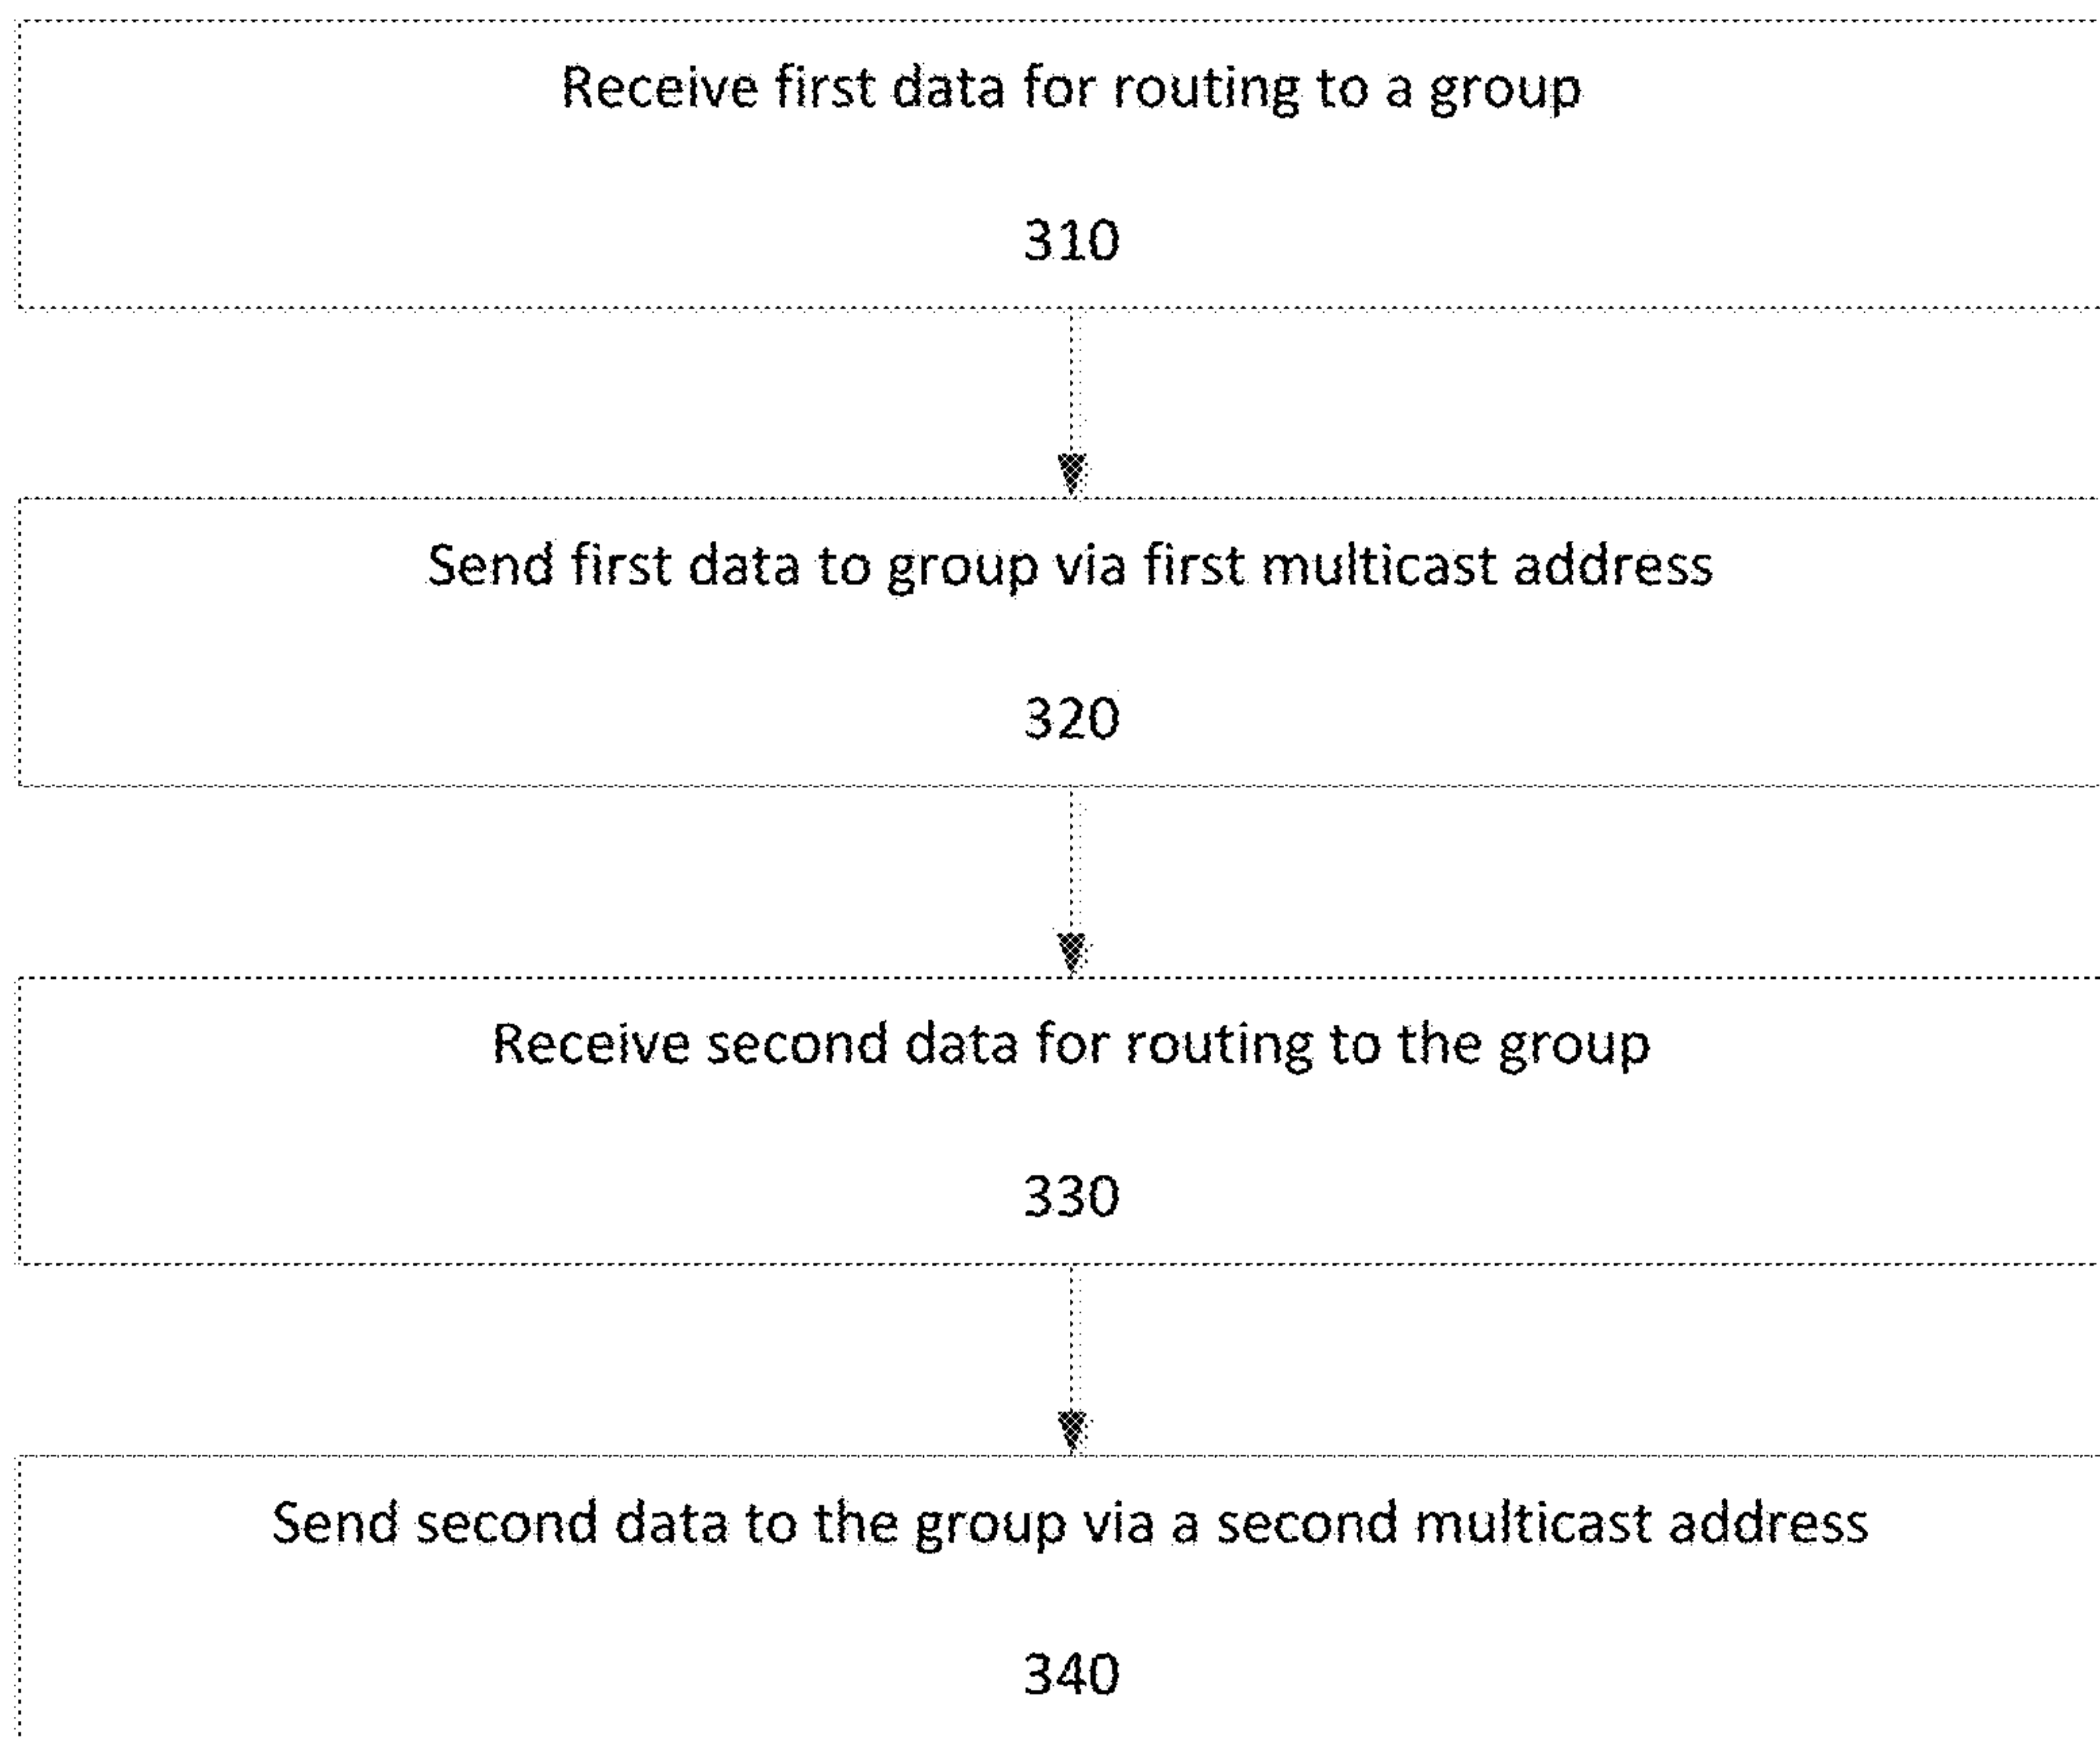 Receive first data for routing to a group
310
Send first data to group via first multicast address
320
Receive second data for routing to the group
330
Send second data to the group via a second multicast address
340